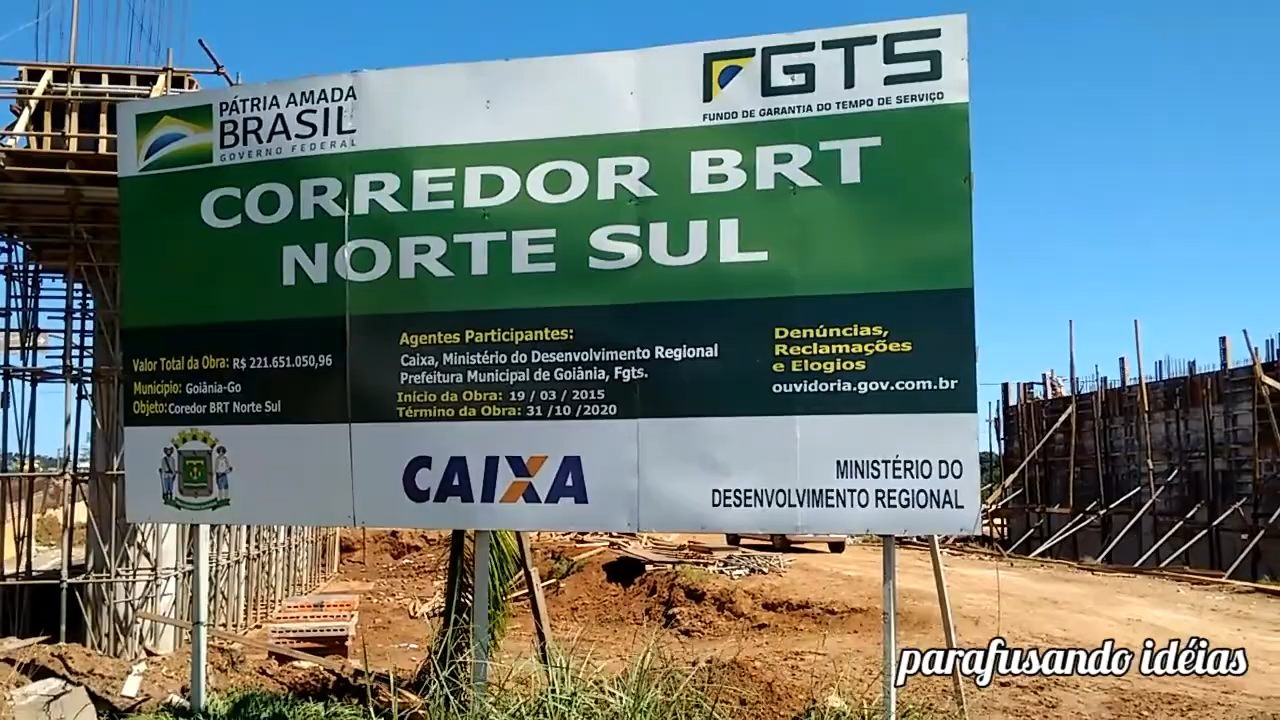 PÁTRIA AMADA
BRASIL
GOVERNO FEDERAL
FGTS
FUNDO DE GARANTIA DO TEMPO DE SERVIÇO
CORREDOR BRT
NORTE SUL
Valor Total da Obra: R$ 221.651.050,96
Município: Goiânia-Go
Objeto: Coredor BRT Norte Sul
Agentes Participantes:
Caixa, Ministério do Desenvolvimento Regional
Prefeitura Municipal de Goiânia, Fgts.
Início da Obra: 19 / 03 / 2015
Término da Obra: 31 /10 /2020
Denúncias,
Reclamações
e Elogios
ouvidoria.gov.com.br
CAIXA
MINISTÉRIO DO
DESENVOLVIMENTO REGIONAL
parafusando idéias